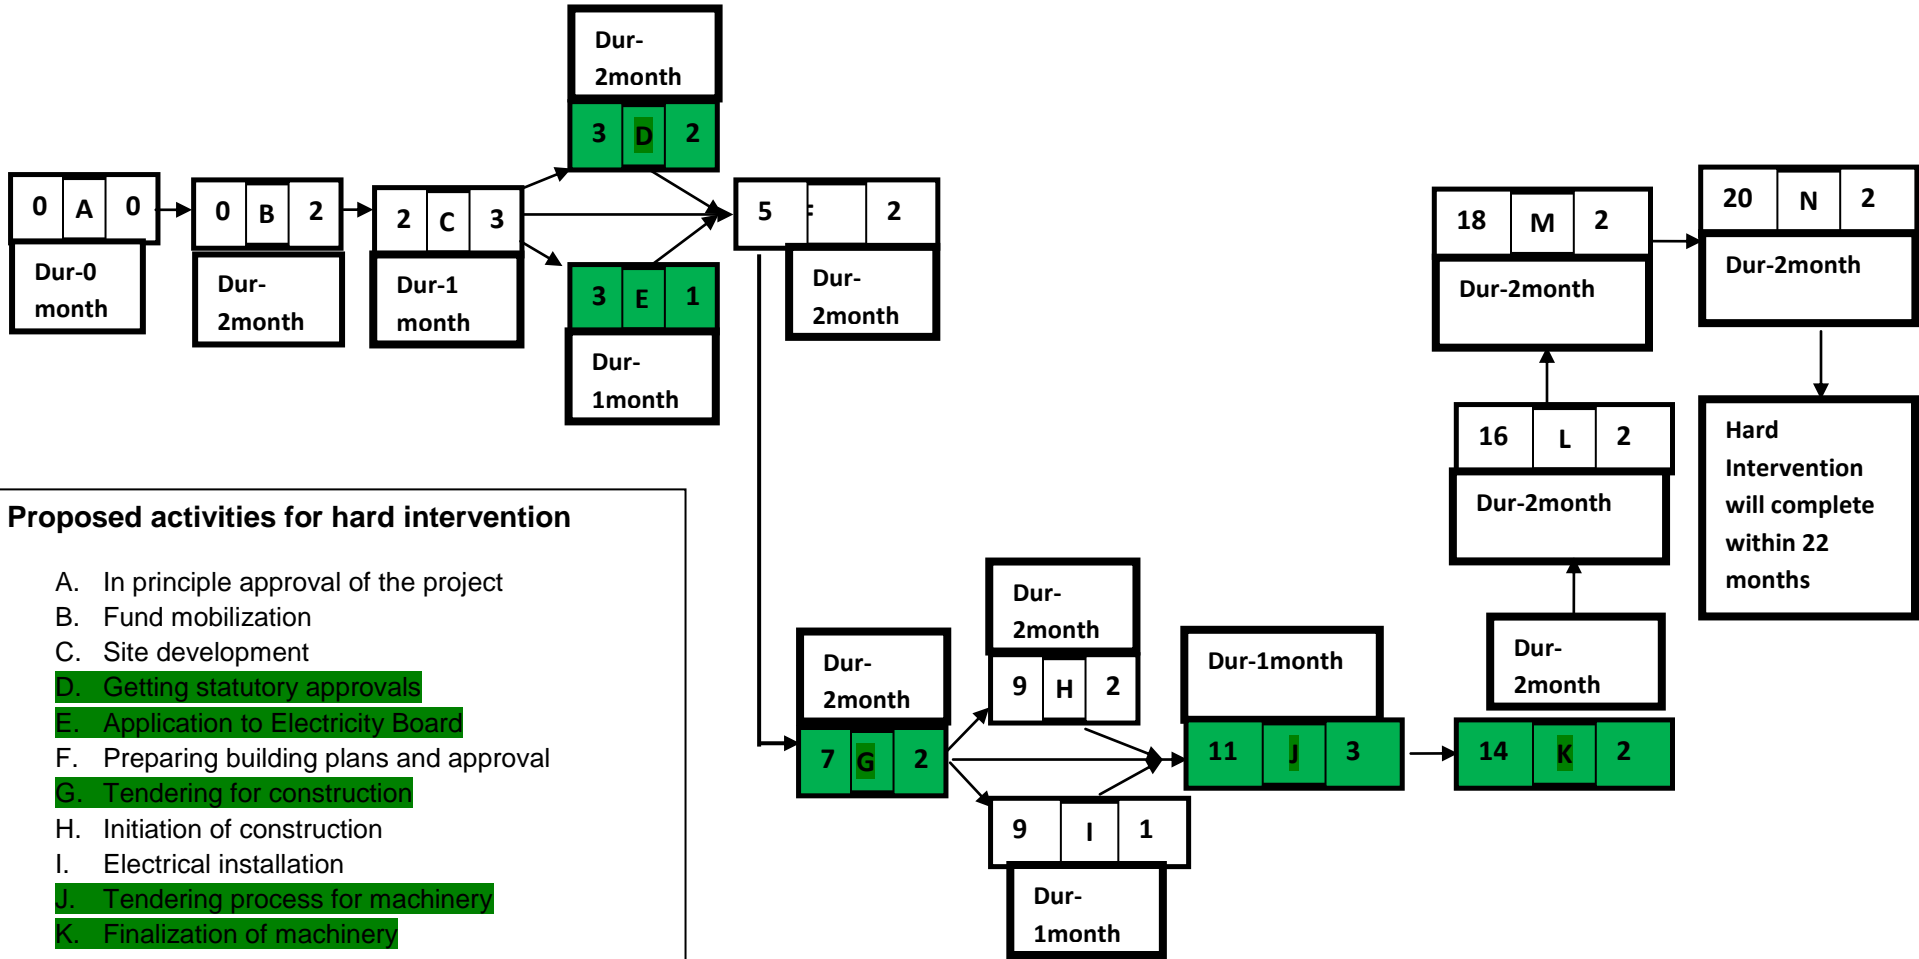 Dur-
2month
3 D 2
0 A 0
Dur-0
month
0 B 2
Dur-
2month
2 C 3
Dur-1
month
3 E 1
Dur-
1month
5 2
Dur-
2month
18 M 2
Dur-2month
20 N 2
Dur-2month
16 L 2
Dur-2month
Hard
Intervention
will complete
within 22
months
Proposed activities for hard intervention
A. In principle approval of the project
B. Fund mobilization
C. Site development
D. Getting statutory approvals
E. Application to Electricity Board
F. Preparing building plans and approval
G. Tendering for construction
H. Initiation of construction
I. Electrical installation
J. Tendering process for machinery
K. Finalization of machinery
Dur-
2month
7 G 2
Dur-
2month
9 H 2
9 I 1
Dur-
1month
Dur-1month
11 J 3
Dur-
2month
14 K 2